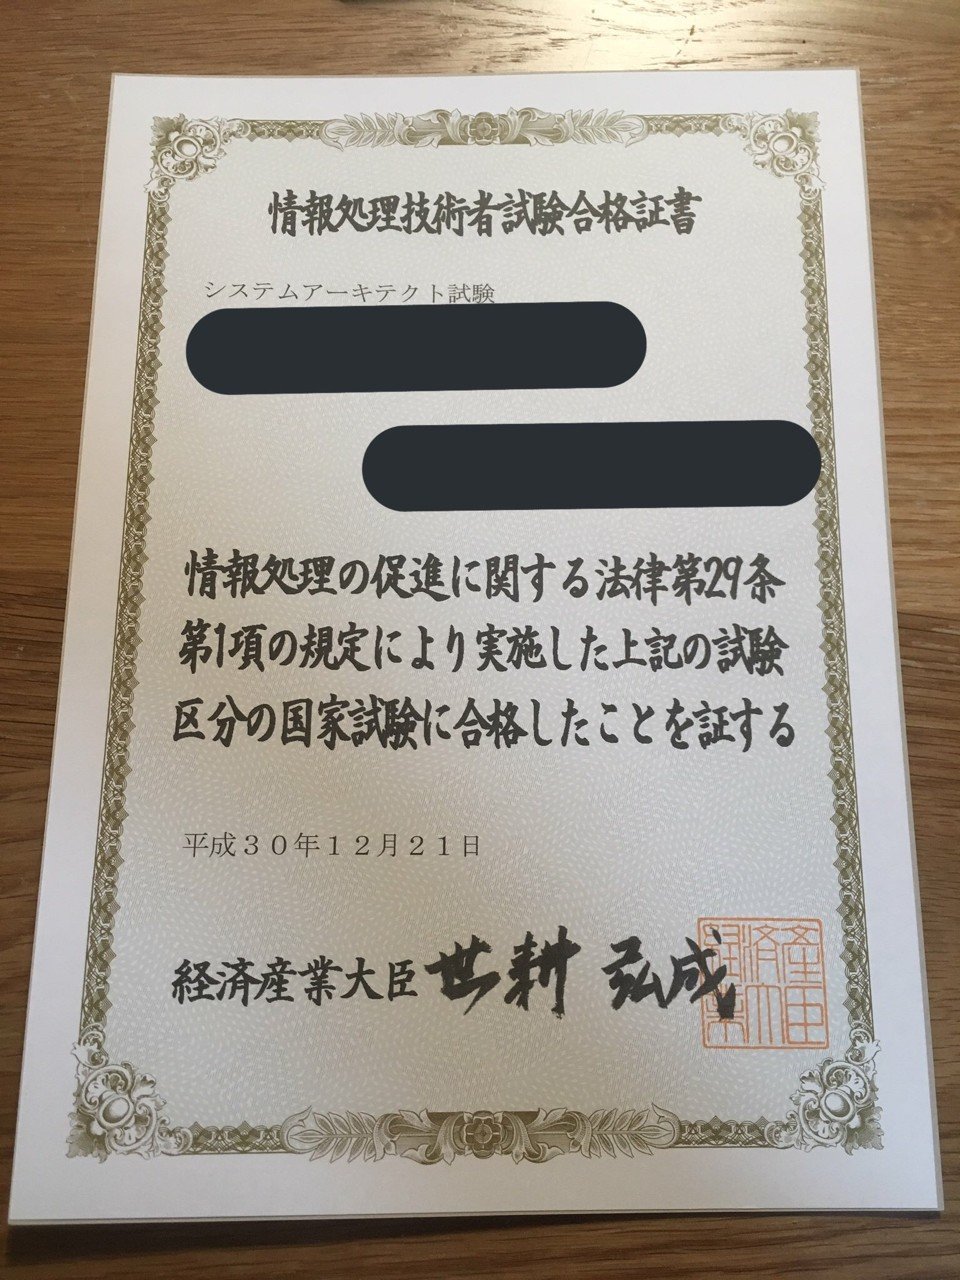 情報処理技術者試験合格証書
システムアーキテクト試験
情報処理の促進に関する法律第29条
第1項の規定により実施した上記の試験
区分の国家試験に合格したことを証する
平成３０年１２月２１日
経済産業大臣 世耕 弘成